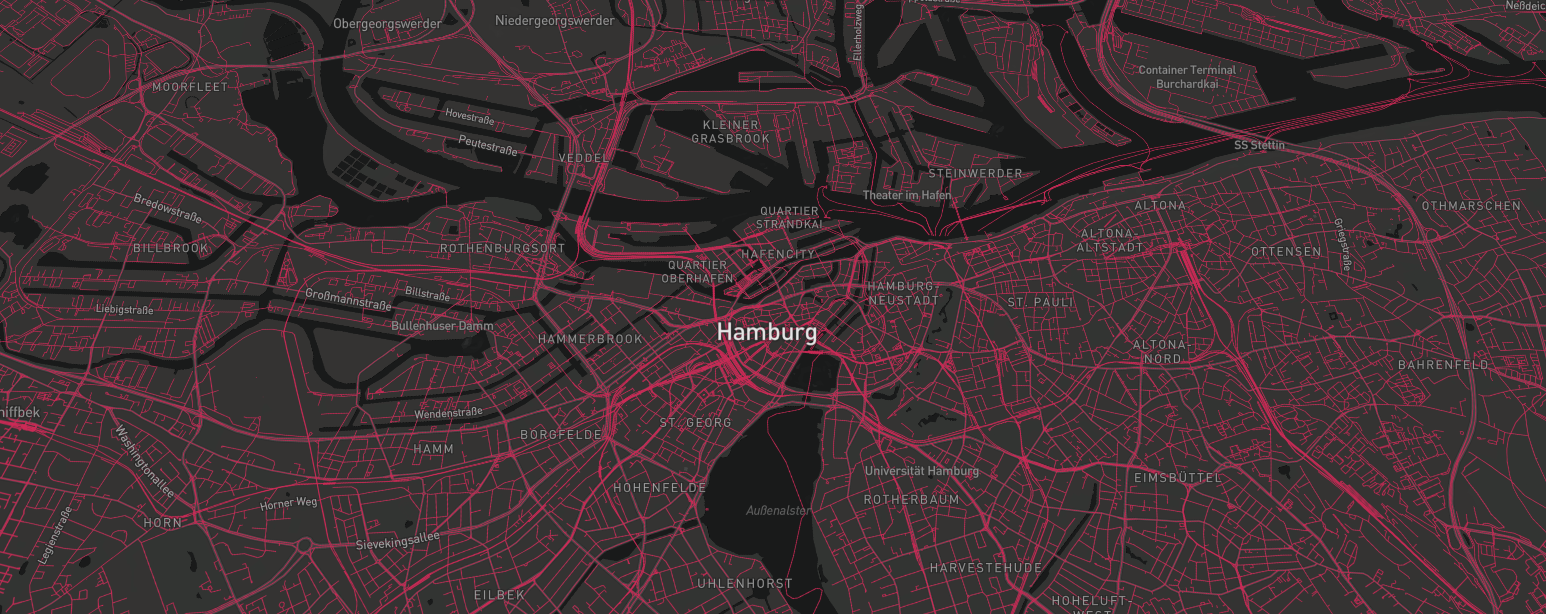 Obergeorgswerder
Niedergeorgswerder
Ellerholzweg
MOORFLEET
Container Terminal
Burchardkai
Hovestraße
Peutestraße
VEDDEL
KLEINER
GRASBROOK
SS Stettin
STEINWERDER
Theater im Hafen
Bredowstraße
BILLBROOK
ROTHENBURGSORT
QUARTIER
STRANDKAI
HAFENCITY
QUARTIER
OBERHAFEN
ALTONA
ALTONA-
ALTSTADT
OTHMARSCHEN
OTTENSEN
Griegstraße
Großmannstraße
Billstraße
Liebigstraße
Bullenhuser Damm
HAMMERBROOK
Hamburg
HAMBURG-
NEUSTADT
ST. PAULI
ALTONA-
NORD
BAHRENFELD
iffbek
Wendenstraße
Washingtonallee
HAMM
BORGFELDE
ST. GEORG
Universität Hamburg
ROTHERBAUM
EIMSBÜTTEL
HOHENFELDE
Außenalster
Horner Weg
HORN
Legienstraße
Sievekingsallee
EILBEK
UHLENHORST
HARVESTEHUDE
HOHELUFT-
WEST